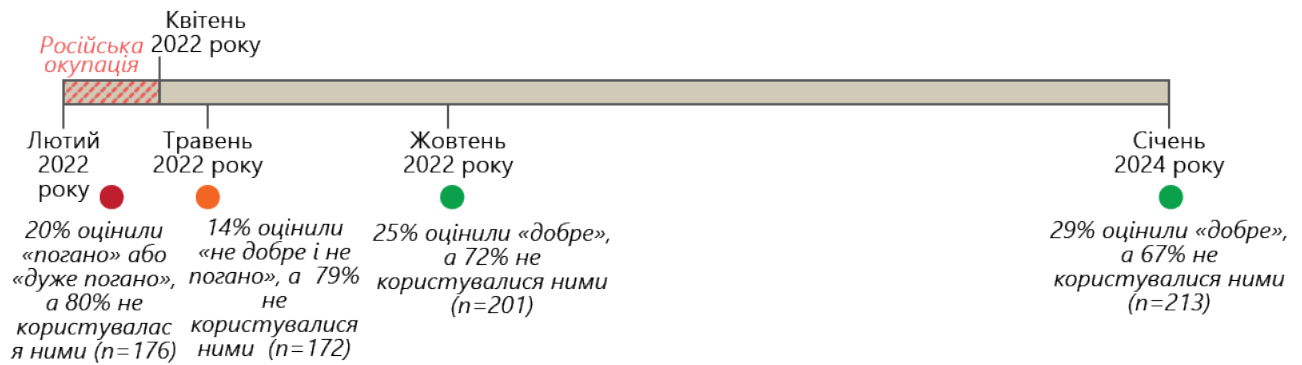 Російська
окупація
Квітень
2022 року
Лютий
2022
року
Травень
2022 року
Жовтень
2022 року
Січень
2024 року
20% оцінили
«погано» або
«дуже погано»,
а 80% не
користувалас
я ними (n=176)
14% оцінили
«не добре і не
погано», а 79%
не
користувалися
ними (n=172)
25% оцінили «добре»,
а 72% не
користувалися ними
(n=201)
29% оцінили «добре»,
а 67% не
користувалися ними
(n=213)